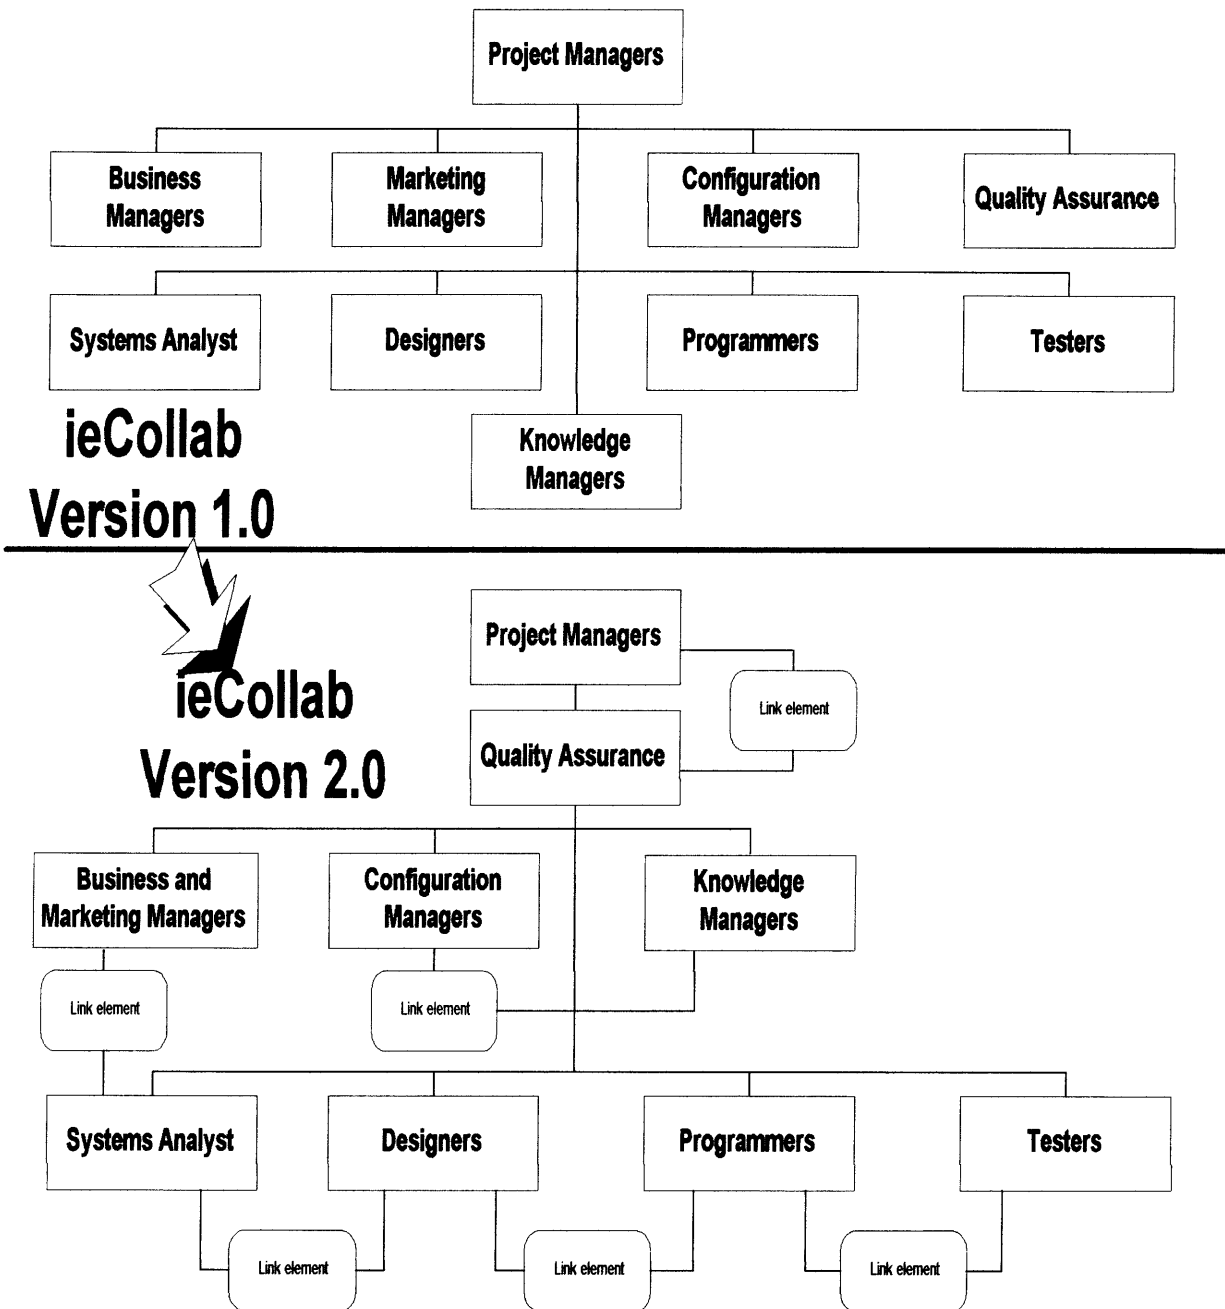 Project Managers
Business
Managers
Marketing
Managers
Configuration
Managers
Quality Assurance
Systems Analyst
Designers
Programmers
Testers
ieCollab
Version 1.0
Knowledge
Managers
Project Managers
Link element
ieCollab
Version 2.0
Quality Assurance
Business and
Marketing Managers
Configuration
Managers
Knowledge
Managers
Link element
Link element
Systems Analyst
Designers
Programmers
Testers
Link element
Link element
Link element